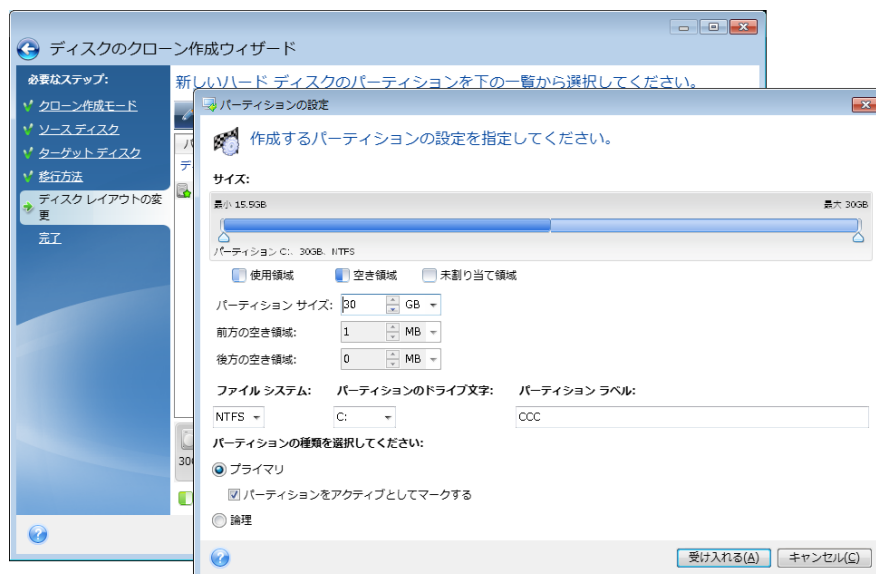 ディスクのクローン作成ウィザード
必要なステップ:
クローン作成モード
ソース ディスク
ターゲット ディスク
移行方法
ディスク レイアウトの変
更
完了
新しいハード ディスクのパーティションを下の一覧から選択してください。
パーティションの設定
作成するパーティションの設定を指定してください。
サイズ:
最小 15.5GB
最大 30GB
パーティション C:、30GB、NTFS
使用領域 空き領域 未割り当て領域
パーティション サイズ: 30 GB
前方の空き領域: 1 MB
後方の空き領域: 0 MB
ファイル システム: パーティションのドライブ文字: パーティション ラベル:
NTFS C: CCC
パーティションの種類を選択してください:
プライマリ
パーティションをアクティブとしてマークする
論理
受け入れる(A) キャンセル(C)